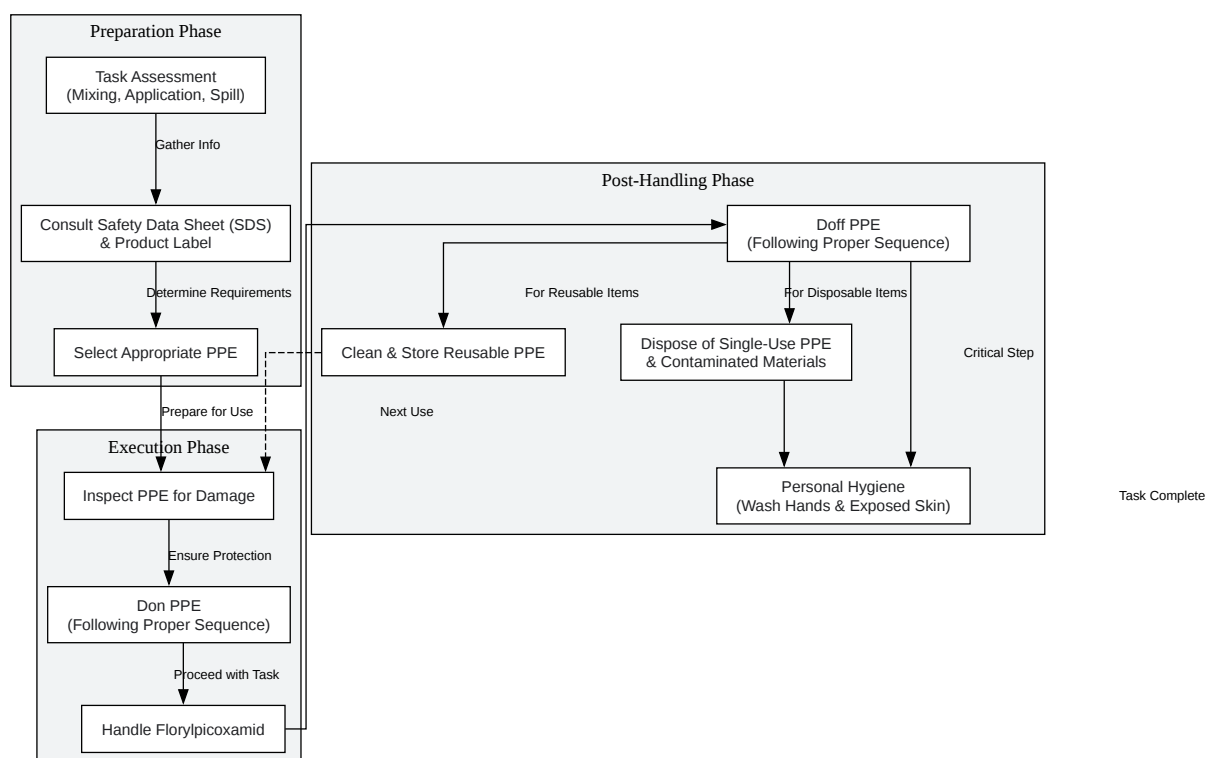 Preparation Phase
Task Assessment
(Mixing, Application, Spill)
Gather Info
Consult Safety Data Sheet (SDS)
& Product Label
Determine Requirements
Select Appropriate PPE
Prepare for Use
Execution Phase
Inspect PPE for Damage
Ensure Protection
Don PPE
(Following Proper Sequence)
Proceed with Task
Handle Florylpicoxamid
Post-Handling Phase
Doff PPE
(Following Proper Sequence)
For Reusable Items
For Disposable Items
Clean & Store Reusable PPE
Dispose of Single-Use PPE
& Contaminated Materials
Critical Step
Next Use
Personal Hygiene
(Wash Hands & Exposed Skin)
Task Complete